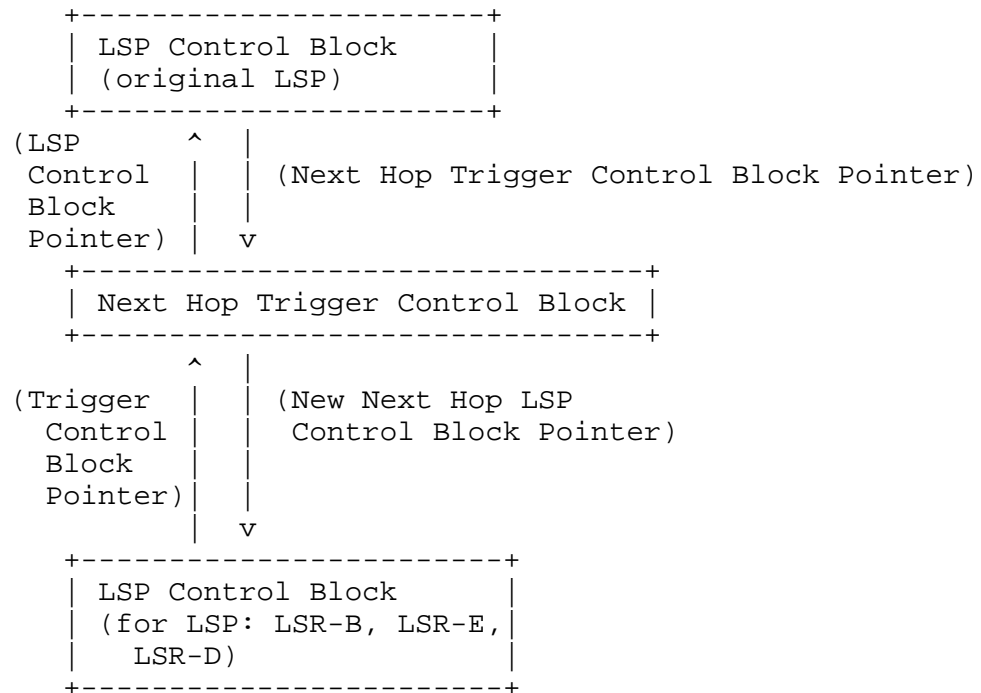 LSP Control Block
(original LSP)
(LSP
Control
Block
Pointer)
(Next Hop Trigger Control Block Pointer)
Next Hop Trigger Control Block
(Trigger
Control
Block
Pointer)
(New Next Hop LSP
Control Block Pointer)
LSP Control Block
(for LSP: LSR-B, LSR-E,
LSR-D)